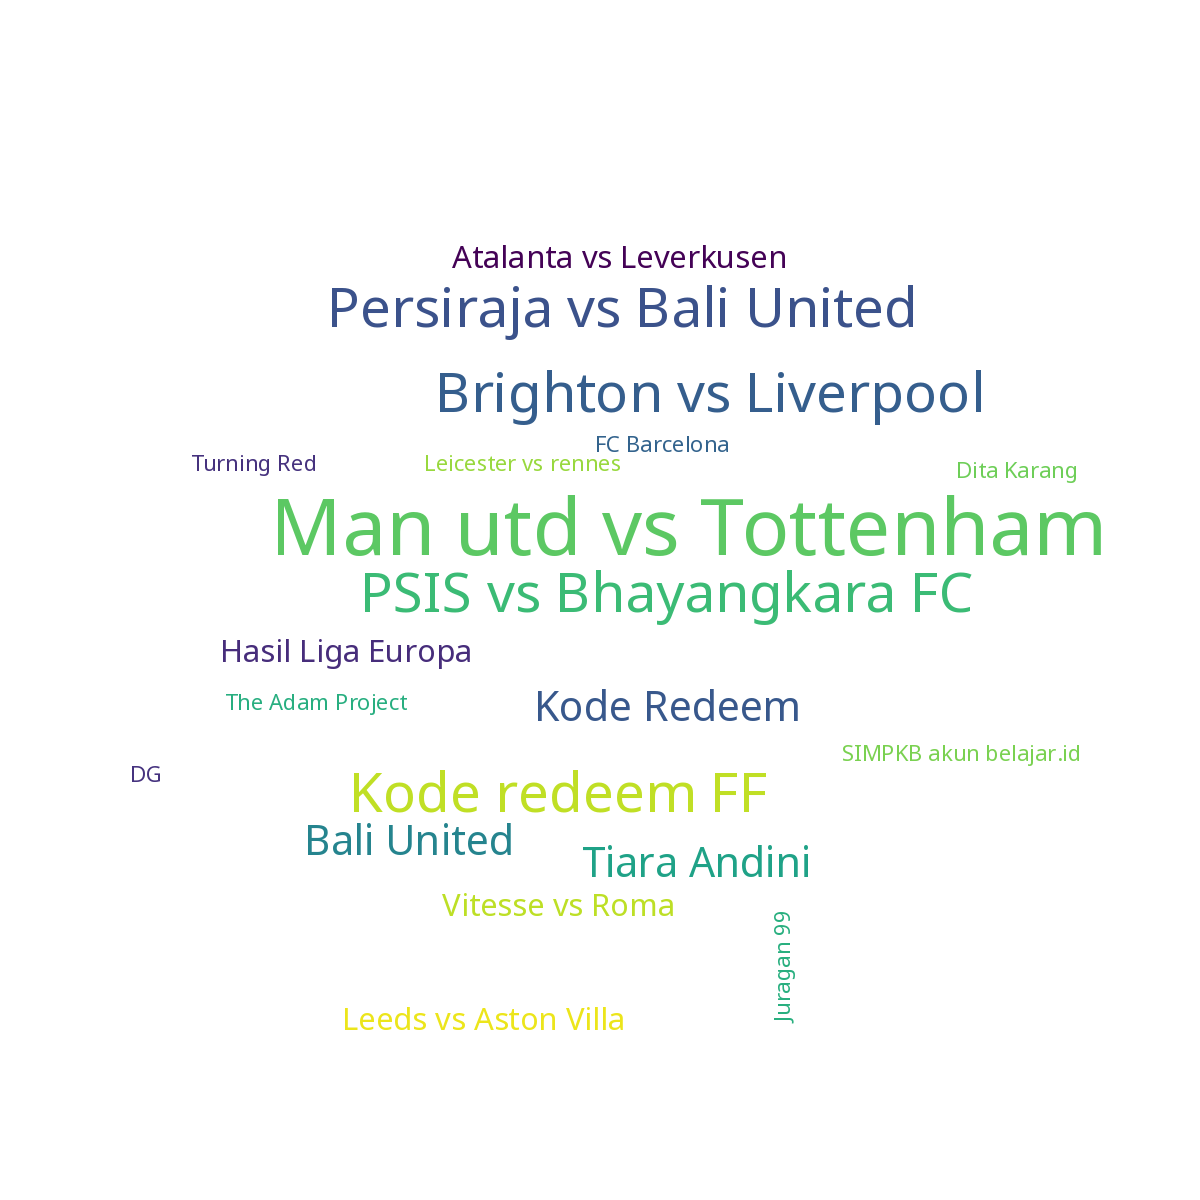 Atalanta vs Leverkusen
Persiraja vs Bali United
Brighton vs Liverpool
FC Barcelona
Turning Red
Leicester vs rennes
Dita Karang
Man utd vs Tottenham
PSIS vs Bhayangkara FC
Hasil Liga Europa
The Adam Project
Kode Redeem
SIMPKB akun belajar.id
DG
Kode redeem FF
Bali United
Tiara Andini
Vitesse vs Roma
Juragan 99
Leeds vs Aston Villa